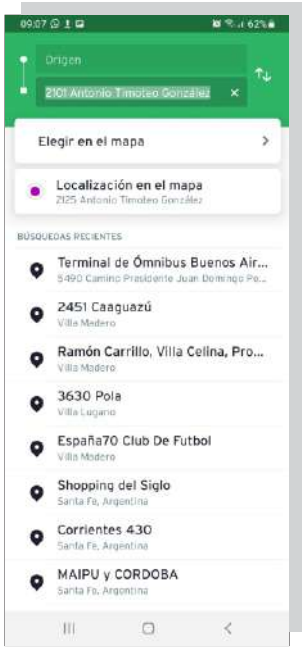 09:07
62%
Origen
2101 Antonio Timoteo González ×
Elegir en el mapa
Localización en el mapa
2125 Antonio Timoteo González
BÚSQUEDAS RECIENTES
Terminal de Ómnibus Buenos Air...
5490 Camino Presidente Juan Domingo Pe...
2451 Caaguazú
Villa Madero
Ramón Carrillo, Villa Celina, Pro...
Villa Madero
3630 Pola
Villa Lugano
España70 Club De Futbol
Villa Madero
Shopping del Siglo
Santa Fe, Argentina
Corrientes 430
Santa Fe, Argentina
MAIPU y CORDOBA
Santa Fe, Argentina